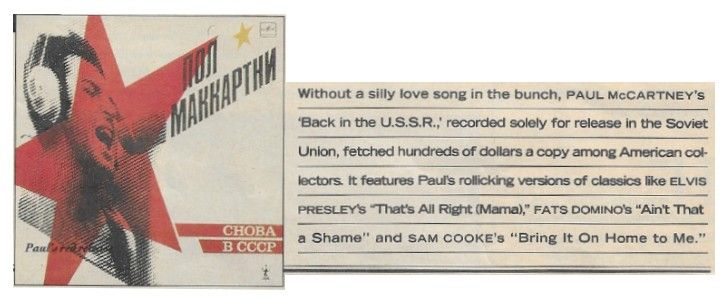 ПОЛ
МАККАРТНИ
СНОВА
В СССР
Paul's red release
Without a silly love song in the bunch, PAUL McCARTNEY's
'Back in the U.S.S.R.,' recorded solely for release in the Soviet
Union, fetched hundreds of dollars a copy among American col-
lectors. It features Paul's rollicking versions of classics like ELVIS
PRESLEY's "That's All Right (Mama)," FATS DOMINO's "Ain't That
a Shame" and SAM COOKE's "Bring It On Home to Me."